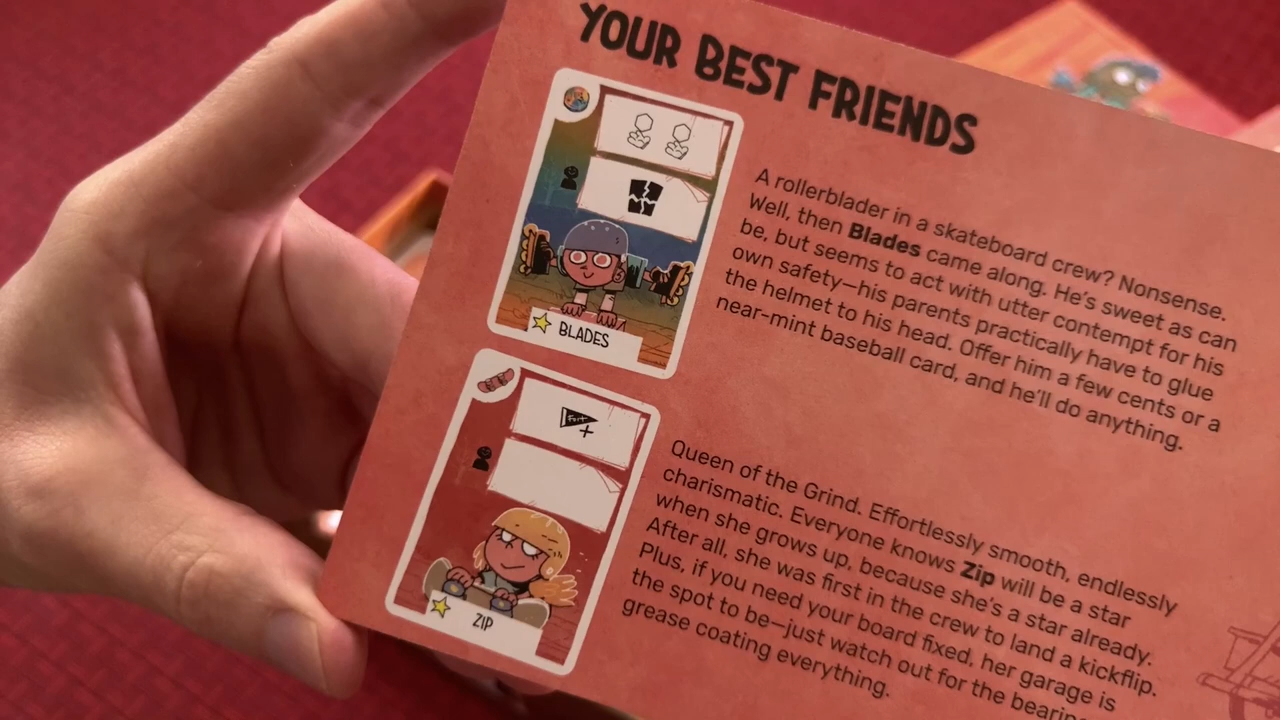 YOUR BEST FRIENDS
BLADES
A rollerblader in a skateboard crew? Nonsense.
Well, then Blades came along. He's sweet as can
be, but seems to act with utter contempt for his
own safety—his parents practically have to glue
the helmet to his head. Offer him a few cents or a
near-mint baseball card, and he'll do anything.
Fort
+
ZIP
Queen of the Grind. Effortlessly smooth, endlessly
charismatic. Everyone knows Zip will be a star
when she grows up, because she's a star already.
After all, she was first in the crew to land a kickflip.
Plus, if you need your board fixed, her garage is
the spot to be—just watch out for the
grease coating everything.